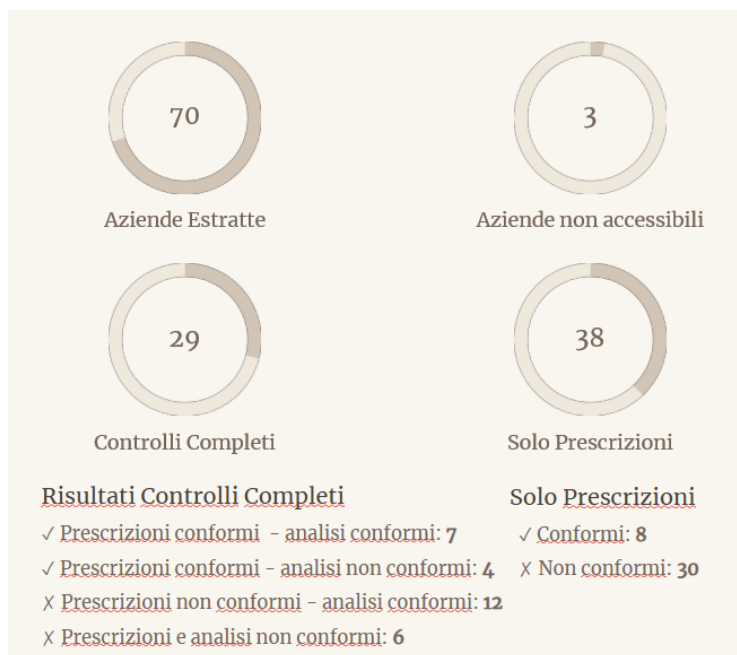 70
3
Aziende Estratte
Aziende non accessibili
29
38
Controlli Completi
Solo Prescrizioni
Risultati Controlli Completi
✓ Prescrizioni conformi - analisi conformi: 7
✓ Prescrizioni conformi - analisi non conformi: 4
✗ Prescrizioni non conformi - analisi conformi: 12
✗ Prescrizioni e analisi non conformi: 6
Solo Prescrizioni
✓ Conformi: 8
✗ Non conformi: 30